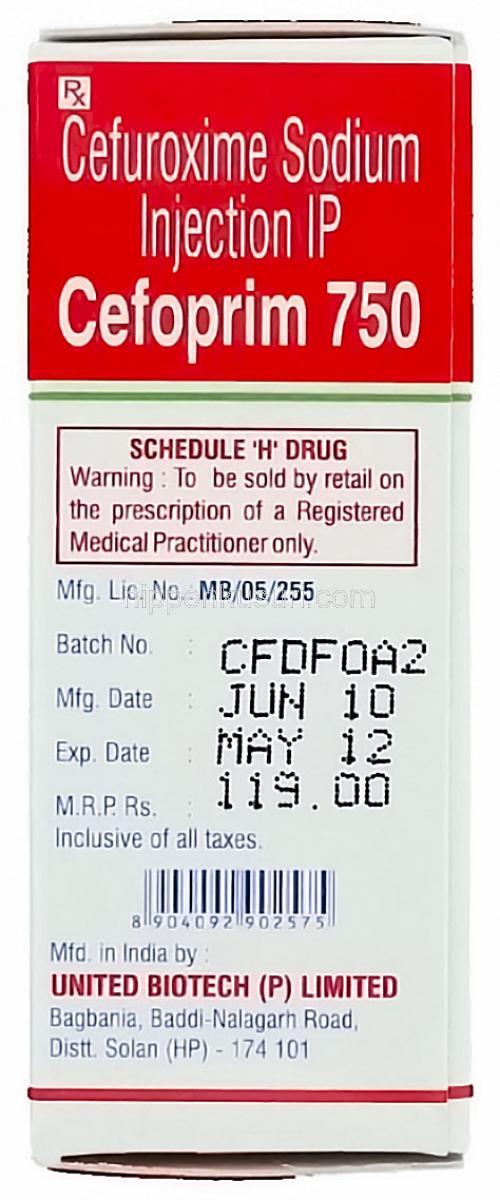 Rx
Cefuroxime Sodium
Injection IP
Cefoprim 750
SCHEDULE 'H' DRUG
Warning : To be sold by retail on
the prescription of a Registered
Medical Practitioner only.
Mfg. Lic. No. MB/05/255
nipponkusuri.com
Batch No. : CFDF0A2
Mfg. Date : JUN 10
Exp. Date : MAY 12
M.R.P. Rs. : 119.00
Inclusive of all taxes.
8 904092 902575
Mfd. in India by :
UNITED BIOTECH (P) LIMITED
Bagbania, Baddi-Nalagarh Road,
Distt. Solan (HP) - 174 101